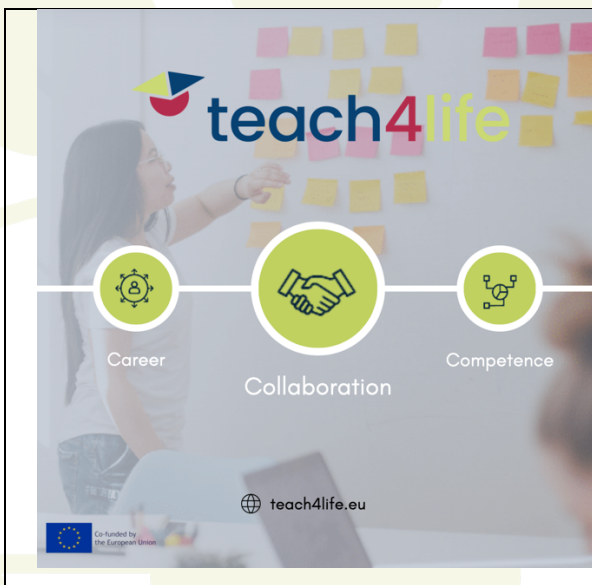 teach4life
Career
Collaboration
Competence
teach4life.eu
Co-funded by
the European Union